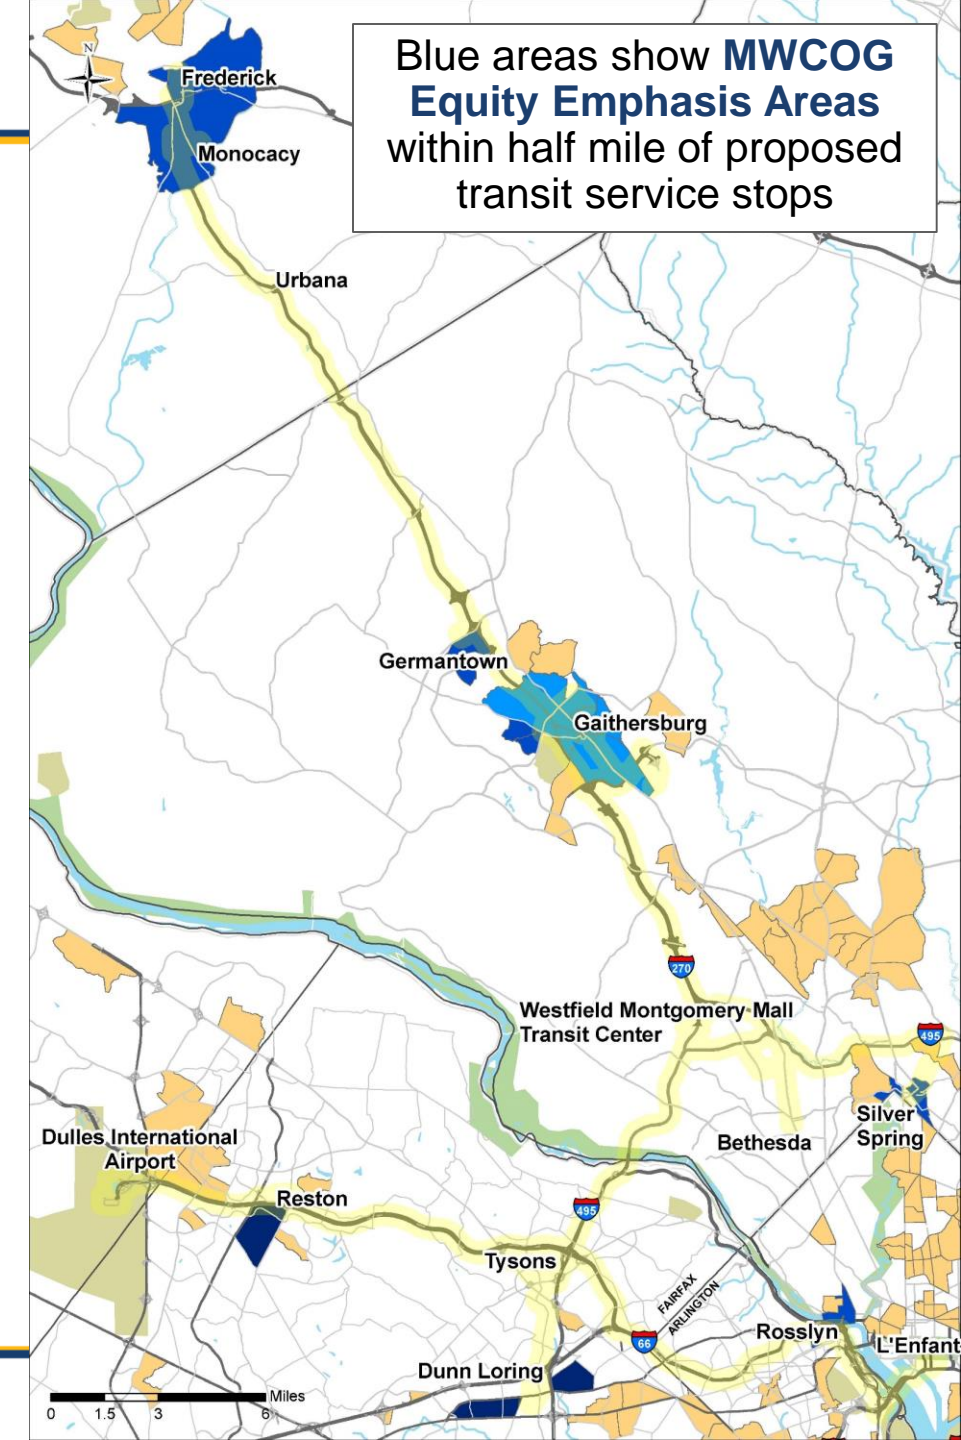 Blue areas show MWCOG
Equity Emphasis Areas
within half mile of proposed
transit service stops
N
Frederick
Monocacy
Urbana
Germantown
Gaithersburg
270
Westfield Montgomery Mall
Transit Center
495
Silver
Spring
Bethesda
Dulles International
Airport
Reston
495
Tysons
FAIRFAX
ARLINGTON
Rosslyn
66
L'Enfant
Dunn Loring
Miles
0 1.5 3 6